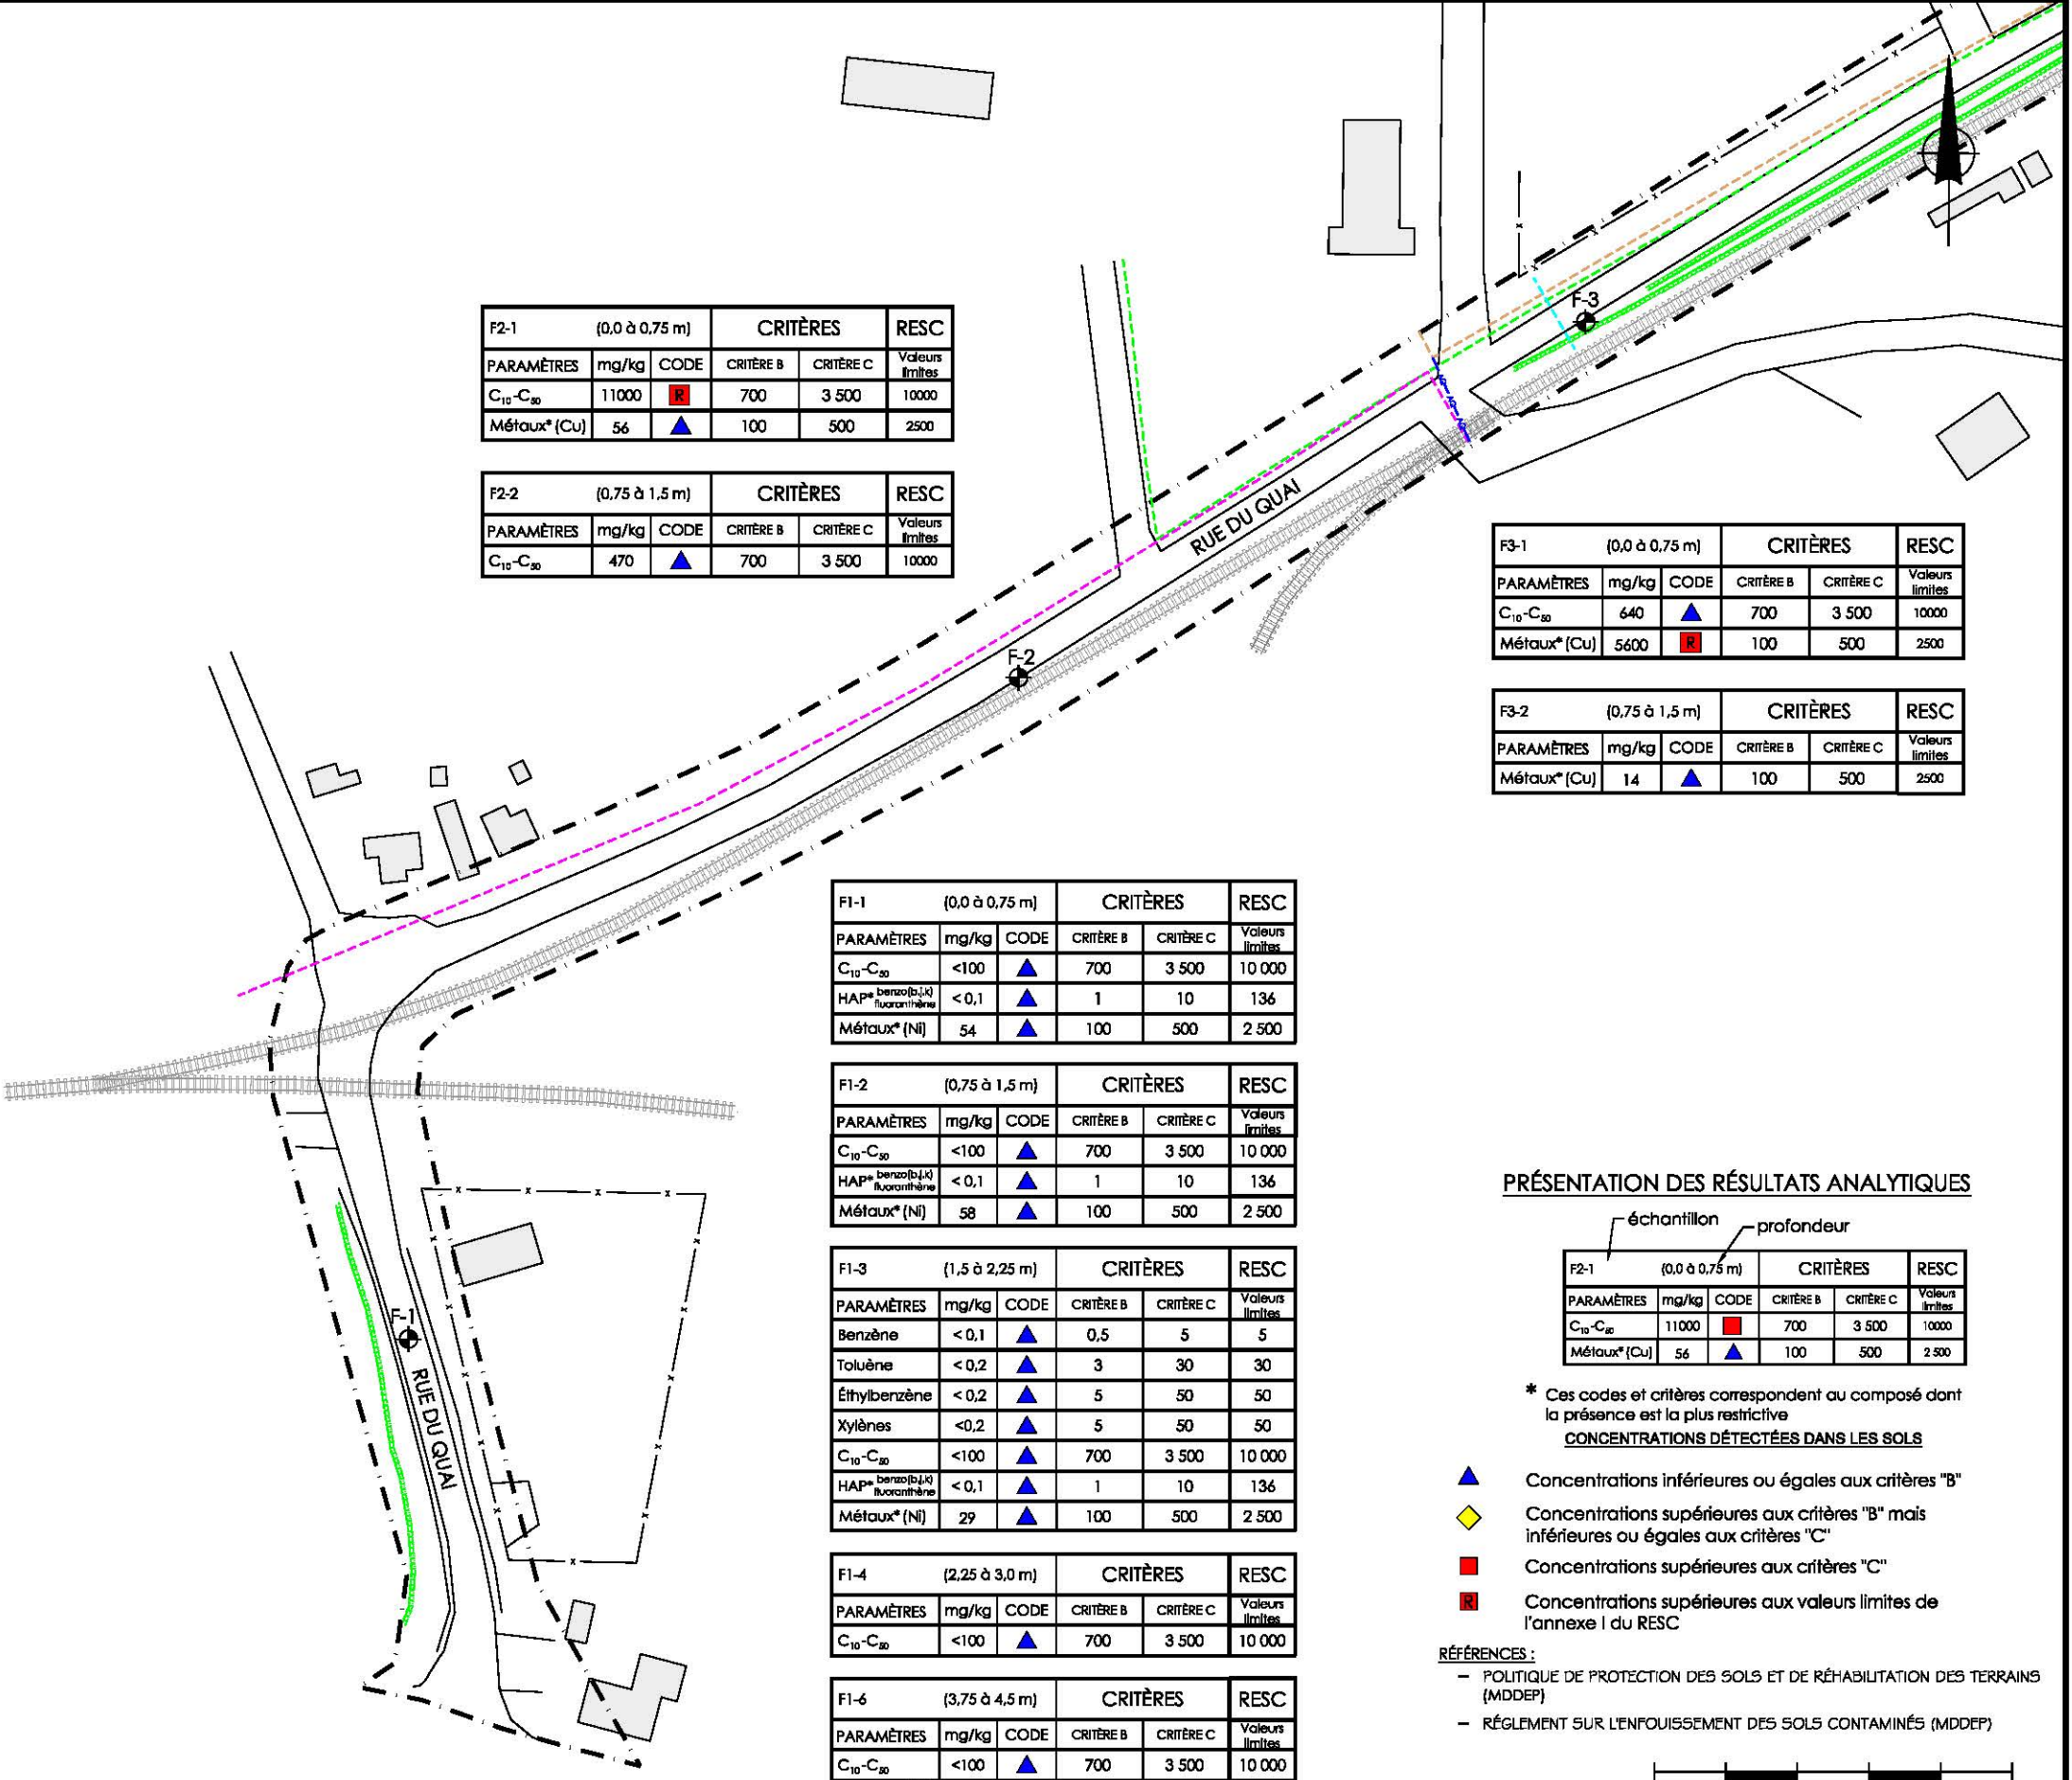 F2-1 (0,0 à 0,75 m) CRITÈRES RESC
PARAMÈTRES mg/kg CODE CRITÈRE B CRITÈRE C Valeurs limites
C₁₀-C₅₀ 11000 R 700 3 500 10000
Métaux* (Cu) 56 100 500 2500
F2-2 (0,75 à 1,5 m) CRITÈRES RESC
PARAMÈTRES mg/kg CODE CRITÈRE B CRITÈRE C Valeurs limites
C₁₀-C₅₀ 470 700 3 500 10000
F-3
RUE DU QUAI
F-2
F3-1 (0,0 à 0,75 m) CRITÈRES RESC
PARAMÈTRES mg/kg CODE CRITÈRE B CRITÈRE C Valeurs limites
C₁₀-C₅₀ 640 700 3 500 10000
Métaux* (Cu) 5600 R 100 500 2500
F3-2 (0,75 à 1,5 m) CRITÈRES RESC
PARAMÈTRES mg/kg CODE CRITÈRE B CRITÈRE C Valeurs limites
Métaux* (Cu) 14 100 500 2500
F1-1 (0,0 à 0,75 m) CRITÈRES RESC
PARAMÈTRES mg/kg CODE CRITÈRE B CRITÈRE C Valeurs limites
C₁₀-C₅₀ <100 700 3 500 10 000
HAP* benzo(b,j,k) fluoranthène < 0,1 1 10 136
Métaux* (Ni) 54 100 500 2 500
F1-2 (0,75 à 1,5 m) CRITÈRES RESC
PARAMÈTRES mg/kg CODE CRITÈRE B CRITÈRE C Valeurs limites
C₁₀-C₅₀ <100 700 3 500 10 000
HAP* benzo(b,j,k) fluoranthène < 0,1 1 10 136
Métaux* (Ni) 58 100 500 2 500
F1-3 (1,5 à 2,25 m) CRITÈRES RESC
PARAMÈTRES mg/kg CODE CRITÈRE B CRITÈRE C Valeurs limites
Benzène < 0,1 0,5 5 5
Toluène < 0,2 3 30 30
Éthylbenzène < 0,2 5 50 50
Xylènes <0,2 5 50 50
C₁₀-C₅₀ <100 700 3 500 10 000
HAP* benzo(b,j,k) fluoranthène < 0,1 1 10 136
Métaux* (Ni) 29 100 500 2 500
F1-4 (2,25 à 3,0 m) CRITÈRES RESC
PARAMÈTRES mg/kg CODE CRITÈRE B CRITÈRE C Valeurs limites
C₁₀-C₅₀ <100 700 3 500 10 000
F1-6 (3,75 à 4,5 m) CRITÈRES RESC
PARAMÈTRES mg/kg CODE CRITÈRE B CRITÈRE C Valeurs limites
C₁₀-C₅₀ <100 700 3 500 10 000
F-1
RUE DU QUAI
PRÉSENTATION DES RÉSULTATS ANALYTIQUES
échantillon profondeur
F2-1 (0,0 à 0,75 m) CRITÈRES RESC
PARAMÈTRES mg/kg CODE CRITÈRE B CRITÈRE C Valeurs limites
C₁₀-C₅₀ 11000 700 3 500 10000
Métaux* (Cu) 56 100 500 2 500
* Ces codes et critères correspondent au composé dont
la présence est la plus restrictive
CONCENTRATIONS DÉTECTÉES DANS LES SOLS
Concentrations inférieures ou égales aux critères "B"
Concentrations supérieures aux critères "B" mais
inférieures ou égales aux critères "C"
Concentrations supérieures aux critères "C"
R Concentrations supérieures aux valeurs limites de
l'annexe I du RESC
RÉFÉRENCES :
– POLITIQUE DE PROTECTION DES SOLS ET DE RÉHABILITATION DES TERRAINS
(MDDEP)
– RÉGLEMENT SUR L'ENFOUISSEMENT DES SOLS CONTAMINÉS (MDDEP)